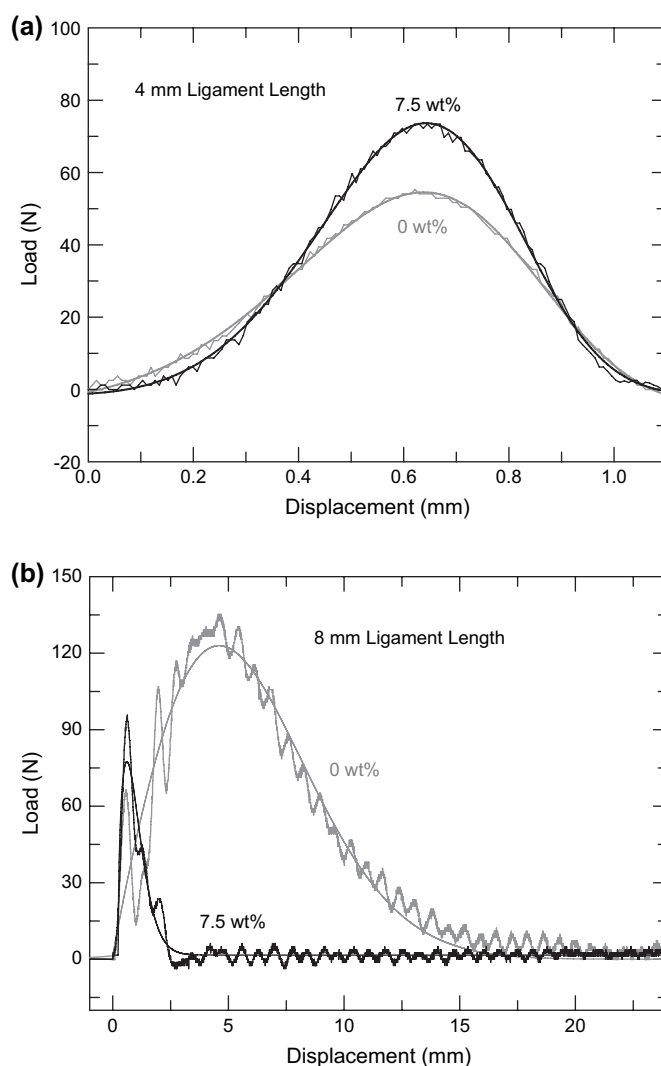 (a)
100
80
60
40
20
0
-20
Load (N)
4 mm Ligament Length
7.5 wt%
0 wt%
0.0 0.2 0.4 0.6 0.8 1.0
Displacement (mm)
(b)
150
120
90
60
30
0
Load (N)
8 mm Ligament Length
0 wt%
7.5 wt%
0 5 10 15 20
Displacement (mm)